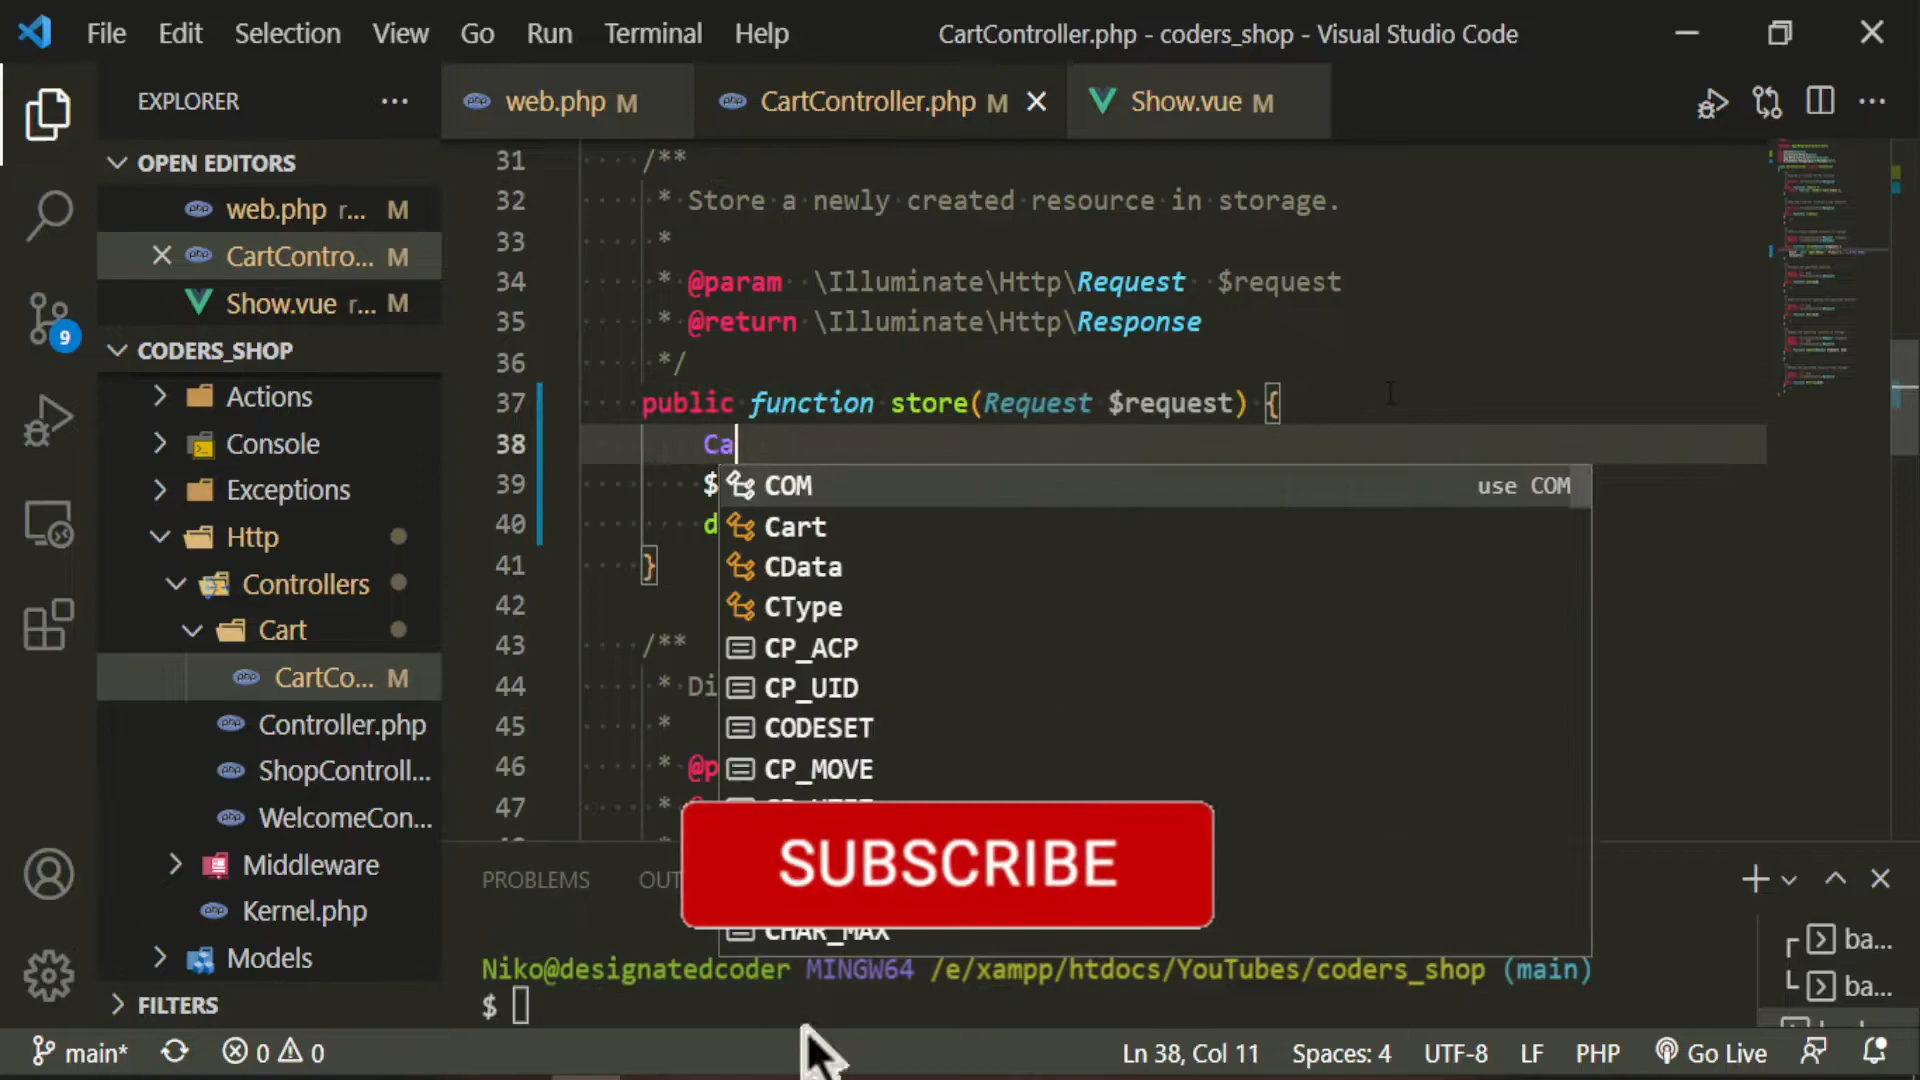 File Edit Selection View Go Run Terminal Help CartController.php - coders_shop - Visual Studio Code
EXPLORER
web.php M
CartController.php M
Show.vue M
OPEN EDITORS
web.php r... M
CartContro... M
Show.vue r... M
9
CODERS_SHOP
Actions
Console
Exceptions
Http
Controllers
Cart
CartCo... M
Controller.php
ShopControll...
WelcomeCon...
Middleware
Kernel.php
Models
FILTERS
31 /**
32 * Store a newly created resource in storage.
33 *
34 * @param \Illuminate\Http\Request $request
35 * @return \Illuminate\Http\Response
36 */
37 public function store(Request $request) {
38 Ca
39 $
40 d
41 }
42
43 /**
44 * Di
45 *
46 * @p
47 *
COM use COM
Cart
CData
CType
CP_ACP
CP_UID
CODESET
CP_MOVE
CHAR_MAX
SUBSCRIBE
PROBLEMS OUT
Niko@designatedcoder MINGW64 /e/xampp/htdocs/YouTubes/coders_shop (main)
$
ba...
ba...
main* 0 0 Ln 38, Col 11 Spaces: 4 UTF-8 LF PHP Go Live